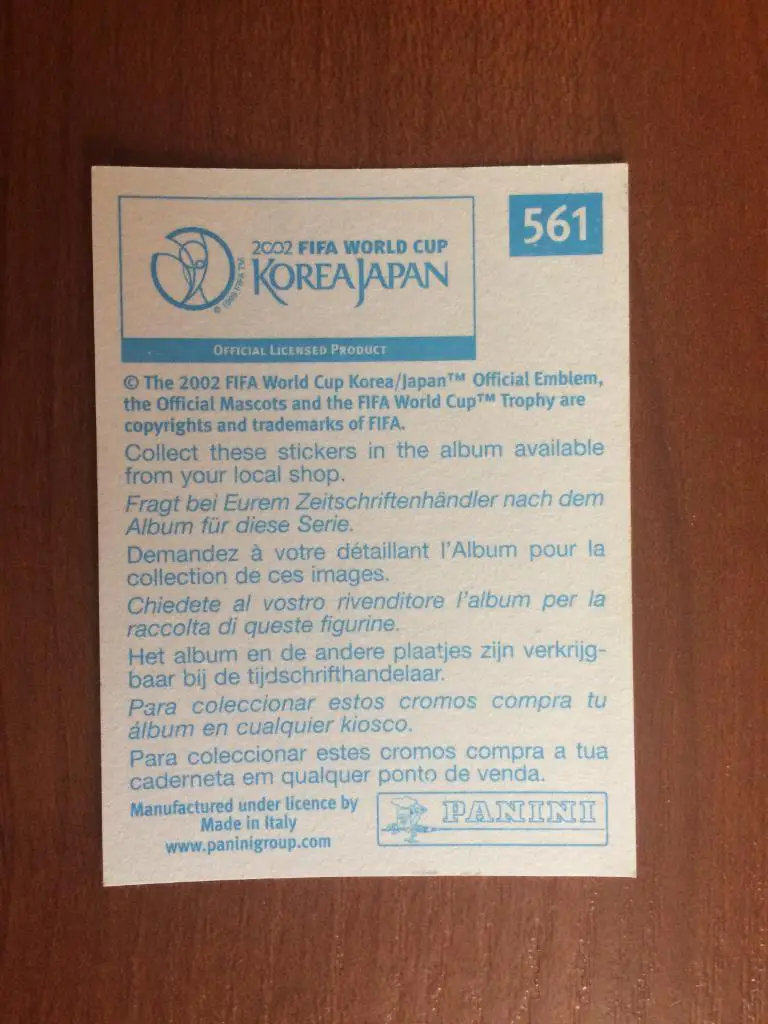 561
2002 FIFA WORLD CUP
KOREAJAPAN
© 1999 FIFA TM
OFFICIAL LICENSED PRODUCT
© The 2002 FIFA World Cup Korea/Japan™ Official Emblem,
the Official Mascots and the FIFA World Cup™ Trophy are
copyrights and trademarks of FIFA.
Collect these stickers in the album available
from your local shop.
Fragt bei Eurem Zeitschriftenhändler nach dem
Album für diese Serie.
Demandez à votre détaillant l'Album pour la
collection de ces images.
Chiedete al vostro rivenditore l'album per la
raccolta di queste figurine.
Het album en de andere plaatjes zijn verkrijg-
baar bij de tijdschrifthandelaar.
Para coleccionar estos cromos compra tu
álbum en cualquier kiosco.
Para coleccionar estes cromos compra a tua
caderneta em qualquer ponto de venda.
Manufactured under licence by
Made in Italy
www.paninigroup.com
PANINI